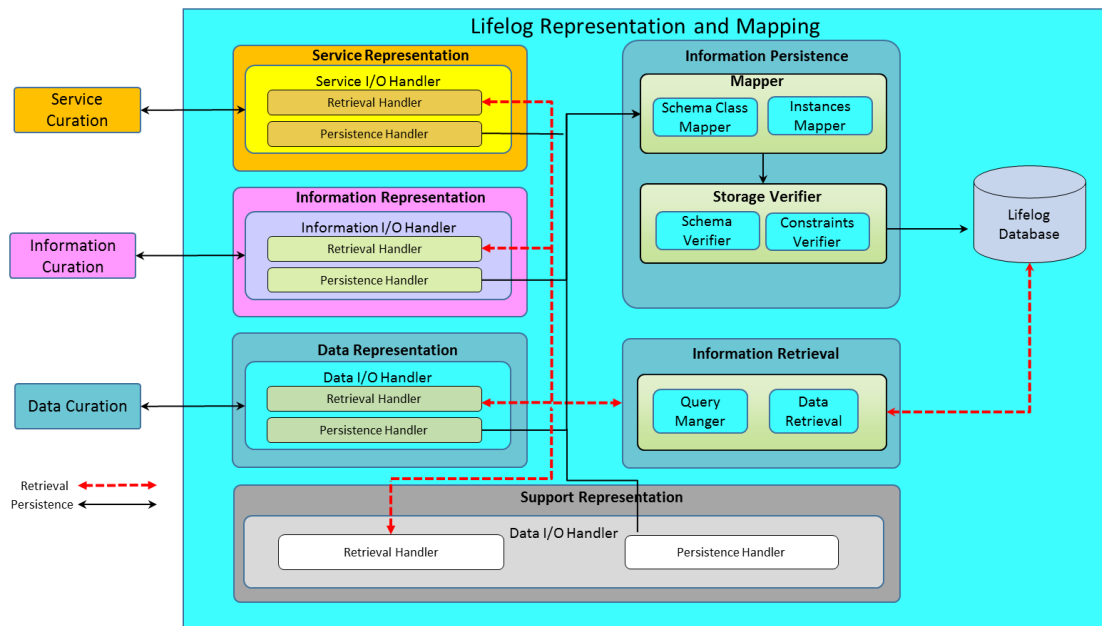 Lifelog Representation and Mapping
Service Representation
Service I/O Handler
Retrieval Handler
Persistence Handler
Service
Curation
Information Representation
Information I/O Handler
Retrieval Handler
Persistence Handler
Information
Curation
Data Representation
Data I/O Handler
Retrieval Handler
Persistence Handler
Data Curation
Information Persistence
Mapper
Schema Class
Mapper
Instances
Mapper
Storage Verifier
Schema
Verifier
Constraints
Verifier
Lifelog
Database
Information Retrieval
Query
Manger
Data
Retrieval
Retrieval
Persistence
Support Representation
Data I/O Handler
Retrieval Handler
Persistence Handler